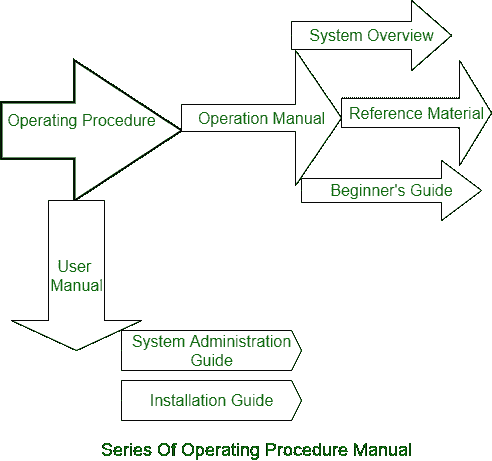 System Overview
Operating Procedure
Operation Manual
Reference Material
Beginner's Guide
User
Manual
System Administration
Guide
Installation Guide
Series Of Operating Procedure Manual